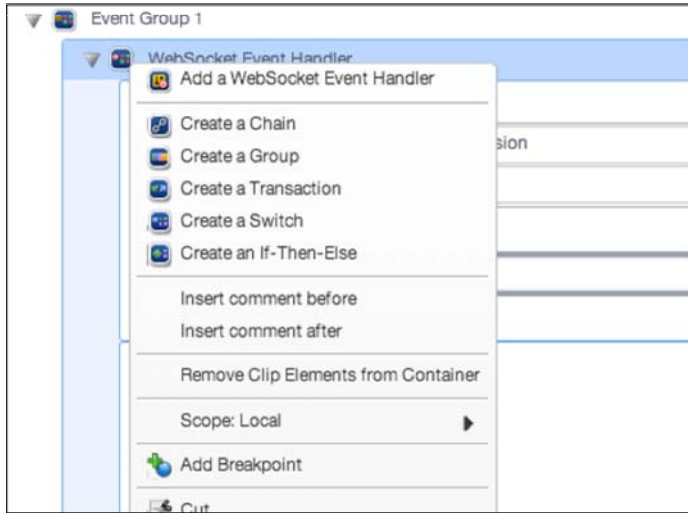 Event Group 1
WebSocket Event Handler
Add a WebSocket Event Handler
Create a Chain
sion
Create a Group
Create a Transaction
Create a Switch
Create an If-Then-Else
Insert comment before
Insert comment after
Remove Clip Elements from Container
Scope: Local
Add Breakpoint
Cut